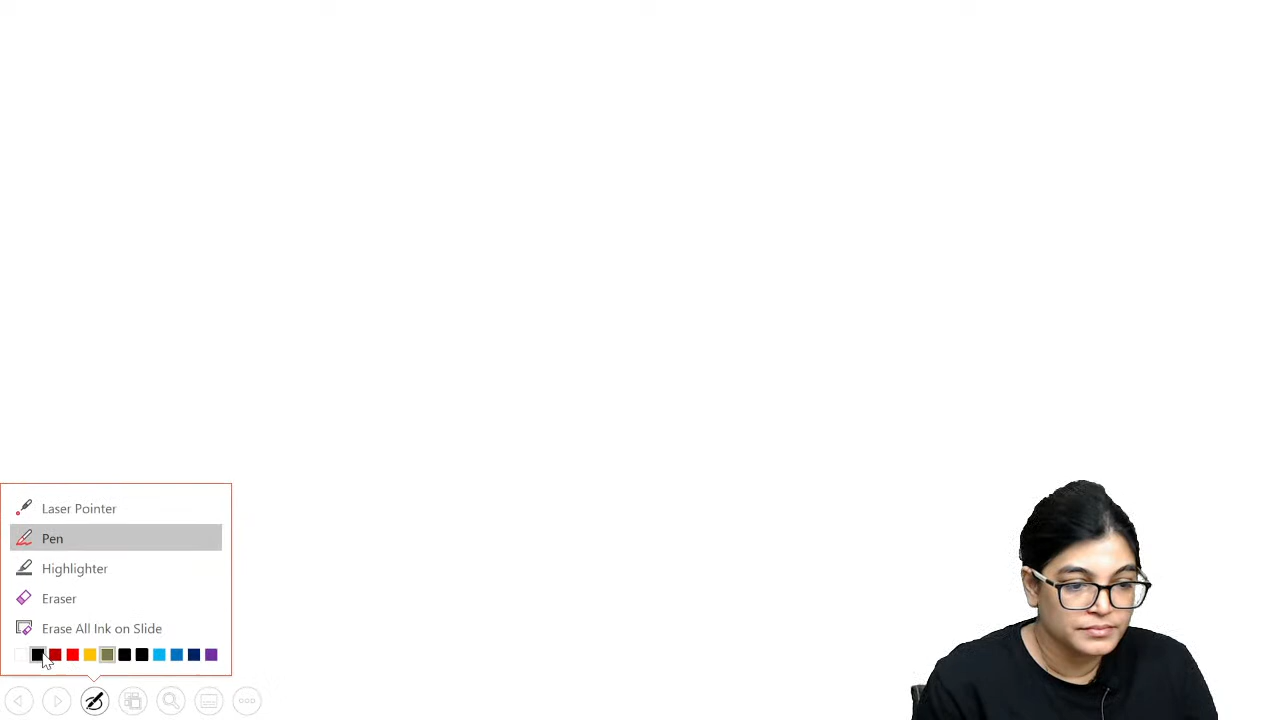 Laser Pointer
Pen
Highlighter
Eraser
Erase All Ink on Slide